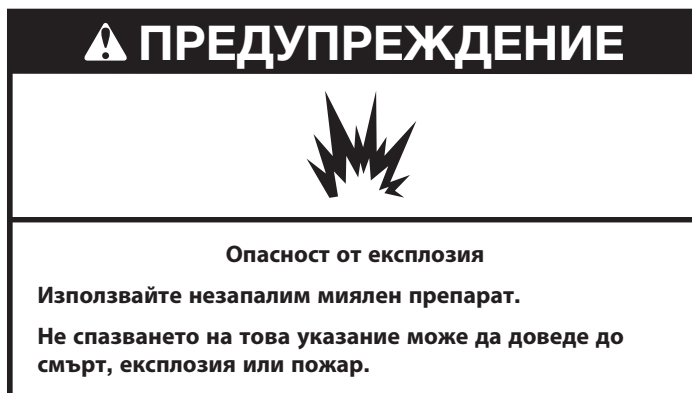 ПРЕДУПРЕЖДЕНИЕ
Опасност от експлозия
Използвайте незапалим миялен препарат.
Не спазването на това указание може да доведе до
смърт, експлозия или пожар.